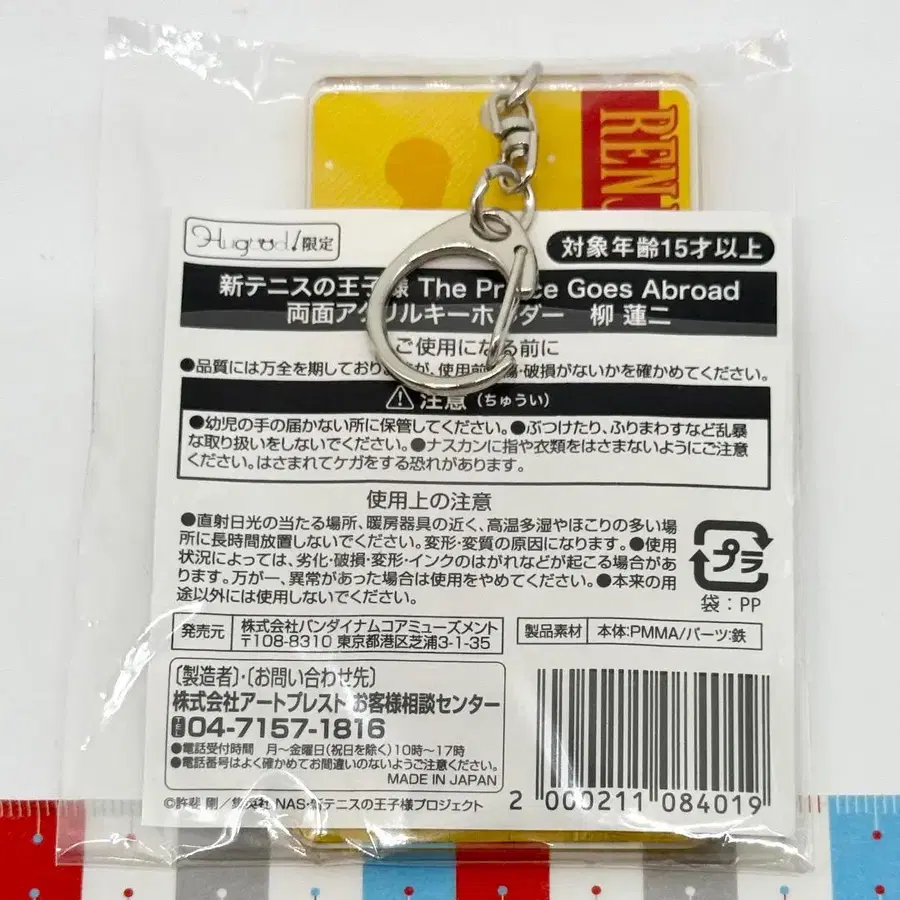 REN
Hugood!限定
対象年齢15才以上
新テニスの王子様 The Prince Goes Abroad
両面アクリルキーホルダー 柳 蓮二
ご使用になる前に
●品質には万全を期しておりますが、使用前に傷・破損がないかを確かめてください。
注意(ちゅうい)
●幼児の手の届かない所に保管してください。●ぶつけたり、ふりまわすなど乱暴
な取り扱いをしないでください。●ナスカンに指や衣類をはさまないようにご注意
ください。はさまれてケガをする恐れがあります。
使用上の注意
●直射日光の当たる場所、暖房器具の近く、高温多湿やほこりの多い場
所に長時間放置しないでください。変形・変質の原因になります。●使用
状況によっては、劣化・破損・変形・インクのはがれなどが起こる場合があ
ります。万が一、異常があった場合は使用をやめてください。●本来の用
途以外には使用しないでください。
プラ
袋:PP
発売元
株式会社バンダイナムコアミューズメント
〒108-8310 東京都港区芝浦3-1-35
製品素材 本体:PMMA/パーツ:鉄
〔製造者〕・〔お問い合わせ先〕
株式会社アートプレスト お客様相談センター
TEL 04-7157-1816
●電話受付時間 月〜金曜日(祝日を除く)10時〜17時
●電話番号はよく確かめてお間違いのないようご注意ください。
MADE IN JAPAN
©許斐 剛/集英社 NAS・新テニスの王子様プロジェクト
2 000211 084019